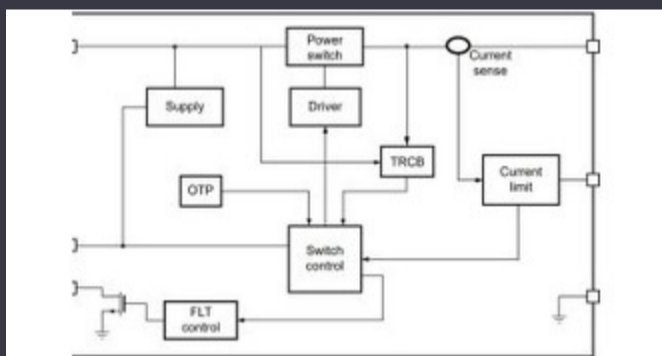 Power
switch
Current
sense
Supply
Driver
TRCB
Current
limit
OTP
Switch
control
FLT
control